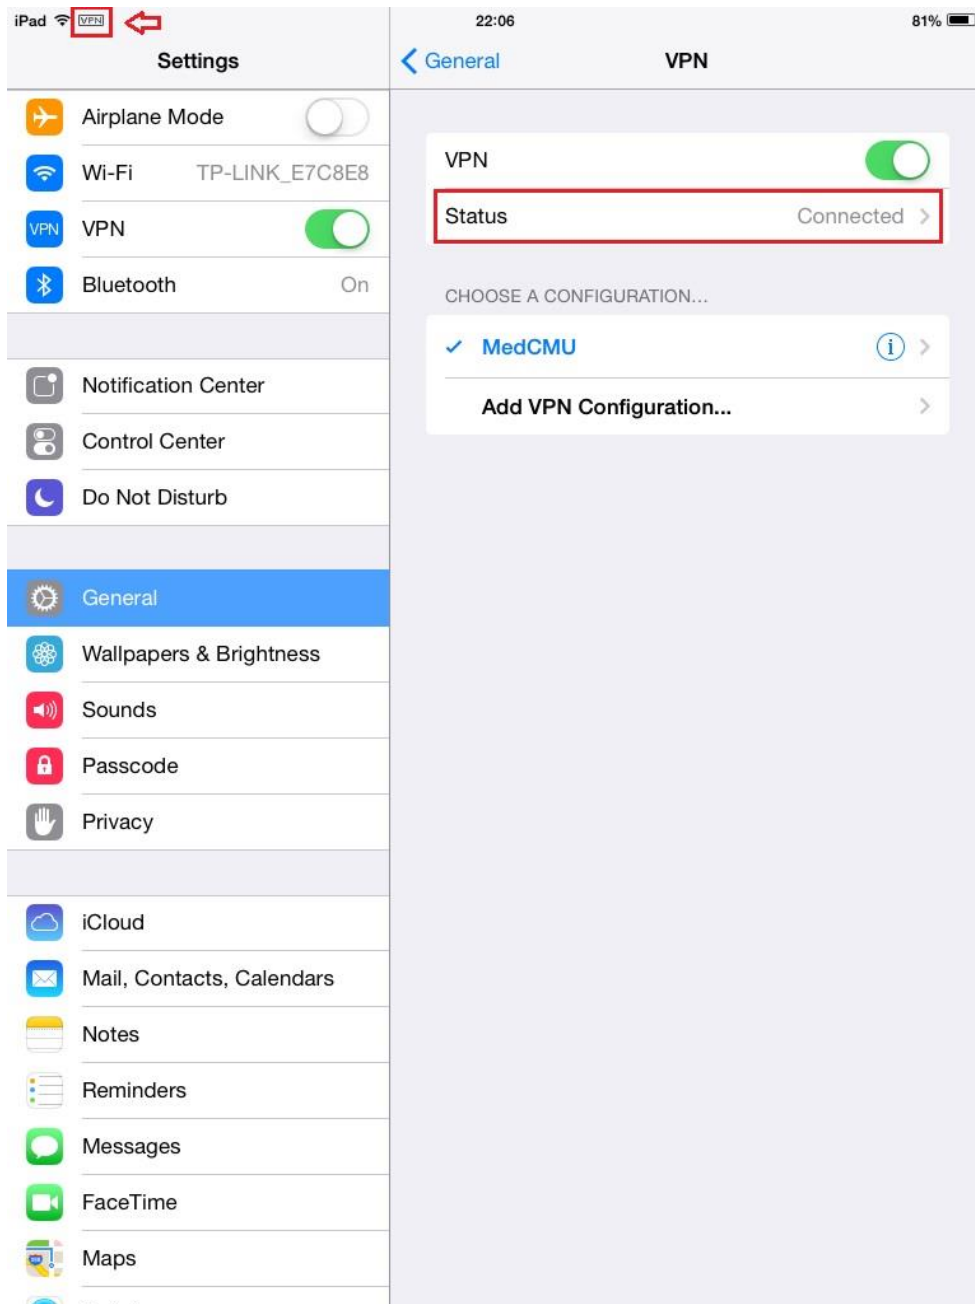 iPad VPN 22:06 81%
Settings
General VPN
Airplane Mode
Wi-Fi TP-LINK_E7C8E8
VPN VPN
Bluetooth On
Notification Center
Control Center
Do Not Disturb
General
Wallpapers & Brightness
Sounds
Passcode
Privacy
iCloud
Mail, Contacts, Calendars
Notes
Reminders
Messages
FaceTime
Maps
VPN
Status Connected
CHOOSE A CONFIGURATION...
MedCMU
Add VPN Configuration...